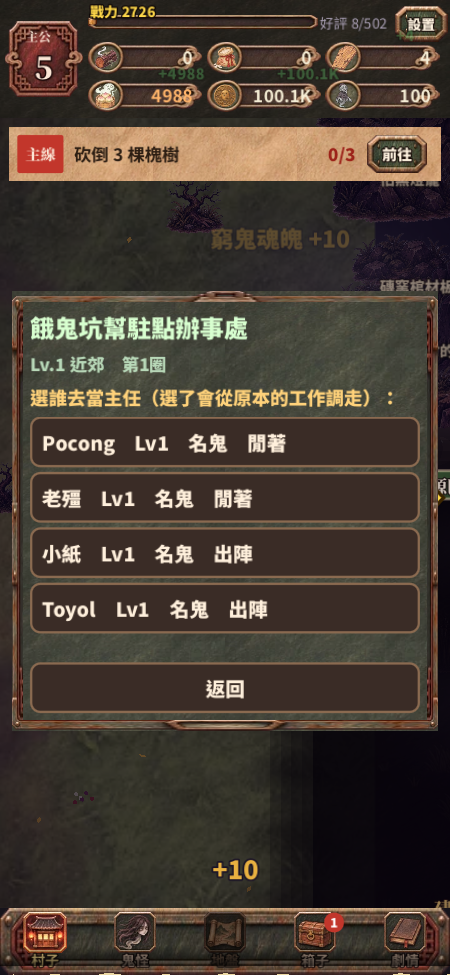 戰力.2726
主公
5
好評 8/502
設置
0
0
4
+4988
+100.1K
4988
100.1K
100
主線
砍倒 3 棵槐樹
0/3
前往
窮鬼魂魄 +10
餓鬼坑幫駐點辦事處
Lv.1 近郊 第1圈
選誰去當主任（選了會從原本的工作調走）：
Pocong Lv1 名鬼 閒著
老殭 Lv1 名鬼 閒著
小紙 Lv1 名鬼 出陣
Toyol Lv1 名鬼 出陣
返回
+10
1
村子
鬼怪
地盤
箱子
劇情